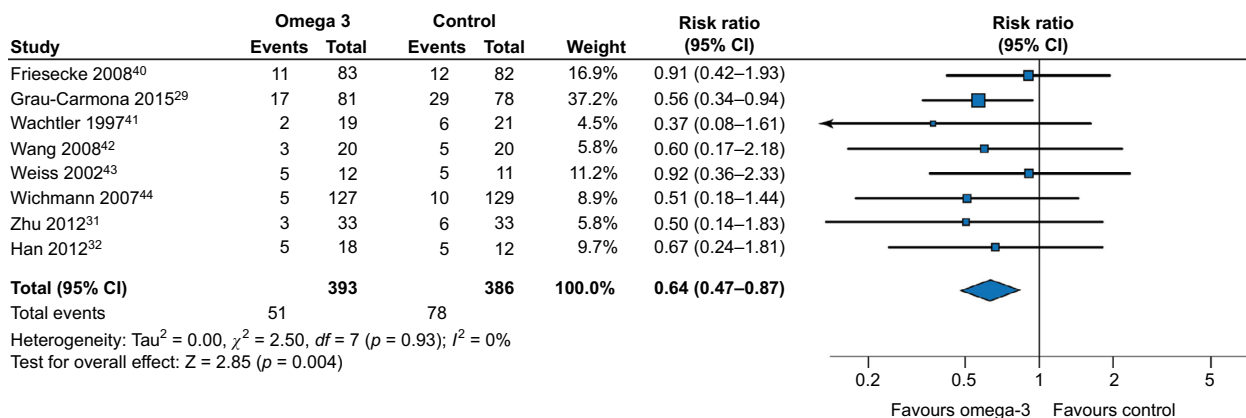 Omega 3 Control Risk ratio Risk ratio
Study Events Total Events Total Weight (95% CI) (95% CI)
Friesecke 2008⁴⁰ 11 83 12 82 16.9% 0.91 (0.42–1.93)
Grau-Carmona 2015²⁹ 17 81 29 78 37.2% 0.56 (0.34–0.94)
Wachtler 1997⁴¹ 2 19 6 21 4.5% 0.37 (0.08–1.61)
Wang 2008⁴² 3 20 5 20 5.8% 0.60 (0.17–2.18)
Weiss 2002⁴³ 5 12 5 11 11.2% 0.92 (0.36–2.33)
Wichmann 2007⁴⁴ 5 127 10 129 8.9% 0.51 (0.18–1.44)
Zhu 2012³¹ 3 33 6 33 5.8% 0.50 (0.14–1.83)
Han 2012³² 5 18 5 12 9.7% 0.67 (0.24–1.81)
Total (95% CI) 393 386 100.0% 0.64 (0.47–0.87)
Total events 51 78
Heterogeneity: Tau² = 0.00, χ² = 2.50, df = 7 (p = 0.93); I² = 0%
Test for overall effect: Z = 2.85 (p = 0.004)
0.2 0.5 1 2 5
Favours omega-3 Favours control